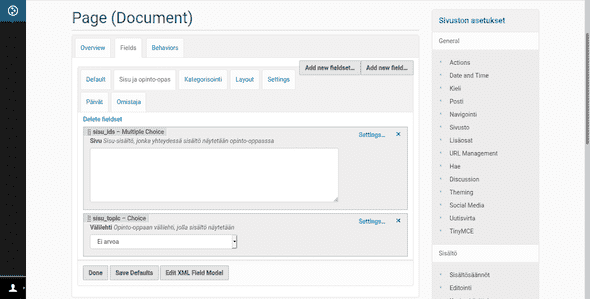 Page (Document)
Overview
Fields
Behaviors
Add new fieldset...
Add new field...
Default
Sisu ja opinto-opas
Kategorisointi
Layout
Settings
Päivät
Omistaja
Delete fieldset
sisu_ids – Multiple Choice
Settings...
×
Sivu Sisu-sisältö, jonka yhteydessä sisältö näytetään opinto-oppaassa
sisu_topic – Choice
Settings...
×
Välilehti Opinto-oppaan välilehti, jolla sisältö näytetään
Ei arvoa
Done
Save Defaults
Edit XML Field Model
Sivuston asetukset
General
Actions
Date and Time
Kieli
Posti
Navigointi
Sivusto
Lisäosat
URL Management
Hae
Discussion
Theming
Social Media
Uutisvirta
TinyMCE
Sisältö
Sisältösäännöt
Editointi